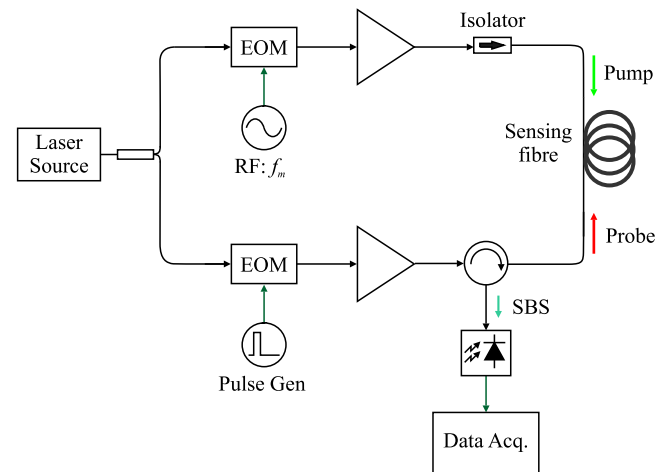 Isolator
EOM
Pump
Laser
Source
Sensing
fibre
RF: fm
Probe
EOM
SBS
Pulse Gen
Data Acq.